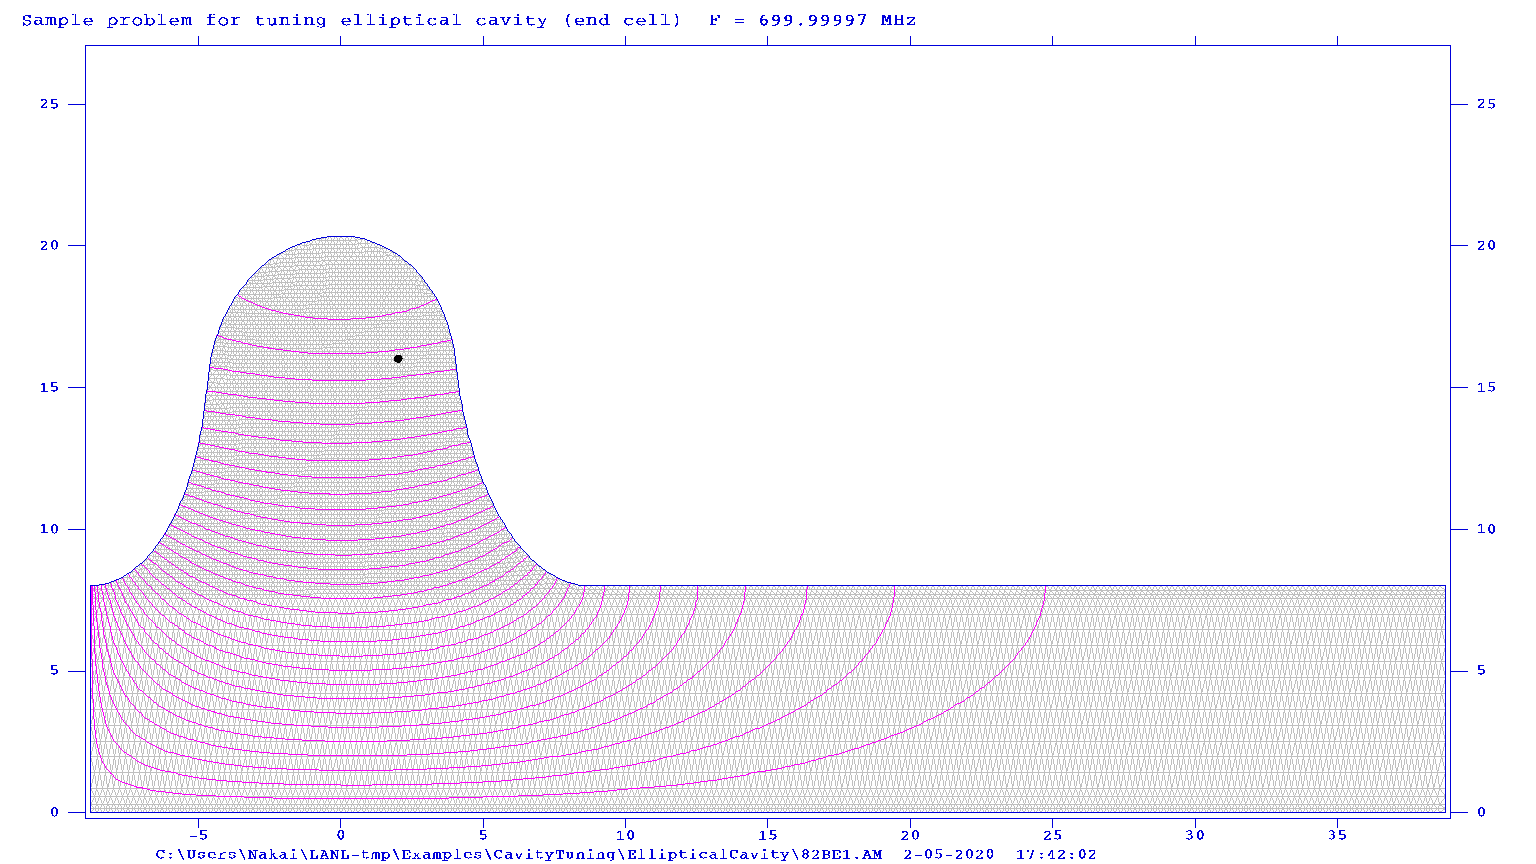 Sample problem for tuning elliptical cavity (end cell)  F = 699.99997 MHz
25 25
20 20
15 15
10 10
5 5
0 0
-5 0 5 10 15 20 25 30 35
C:\Users\Nakai\LANL-tmp\Examples\CavityTuning\EllipticalCavity\82BE1.AM  2-05-2020  17:42:02